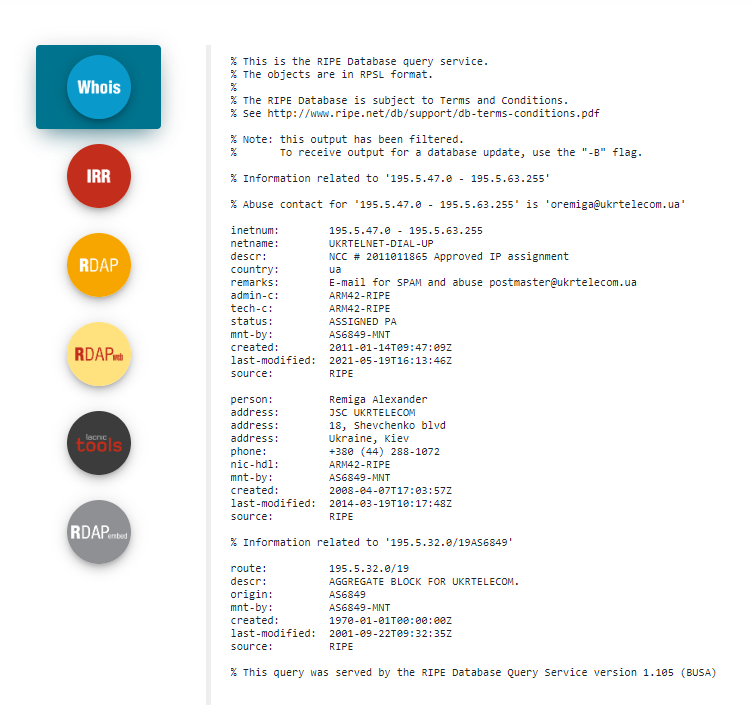 Whois
IRR
RDAP
RDAPweb
lacnic
tools
RDAPembed
% This is the RIPE Database query service.
% The objects are in RPSL format.
%
% The RIPE Database is subject to Terms and Conditions.
% See http://www.ripe.net/db/support/db-terms-conditions.pdf
% Note: this output has been filtered.
%       To receive output for a database update, use the "-B" flag.
% Information related to '195.5.47.0 - 195.5.63.255'
% Abuse contact for '195.5.47.0 - 195.5.63.255' is 'oremiga@ukrtelecom.ua'
inetnum:        195.5.47.0 - 195.5.63.255
netname:        UKRTELNET-DIAL-UP
descr:          NCC # 2011011865 Approved IP assignment
country:        ua
remarks:        E-mail for SPAM and abuse postmaster@ukrtelecom.ua
admin-c:        ARM42-RIPE
tech-c:         ARM42-RIPE
status:         ASSIGNED PA
mnt-by:         AS6849-MNT
created:        2011-01-14T09:47:09Z
last-modified:  2021-05-19T16:13:46Z
source:         RIPE
person:         Remiga Alexander
address:        JSC UKRTELECOM
address:        18, Shevchenko blvd
address:        Ukraine, Kiev
phone:          +380 (44) 288-1072
nic-hdl:        ARM42-RIPE
mnt-by:         AS6849-MNT
created:        2008-04-07T17:03:57Z
last-modified:  2014-03-19T10:17:48Z
source:         RIPE
% Information related to '195.5.32.0/19AS6849'
route:          195.5.32.0/19
descr:          AGGREGATE BLOCK FOR UKRTELECOM.
origin:         AS6849
mnt-by:         AS6849-MNT
created:        1970-01-01T00:00:00Z
last-modified:  2001-09-22T09:32:35Z
source:         RIPE
% This query was served by the RIPE Database Query Service version 1.105 (BUSA)